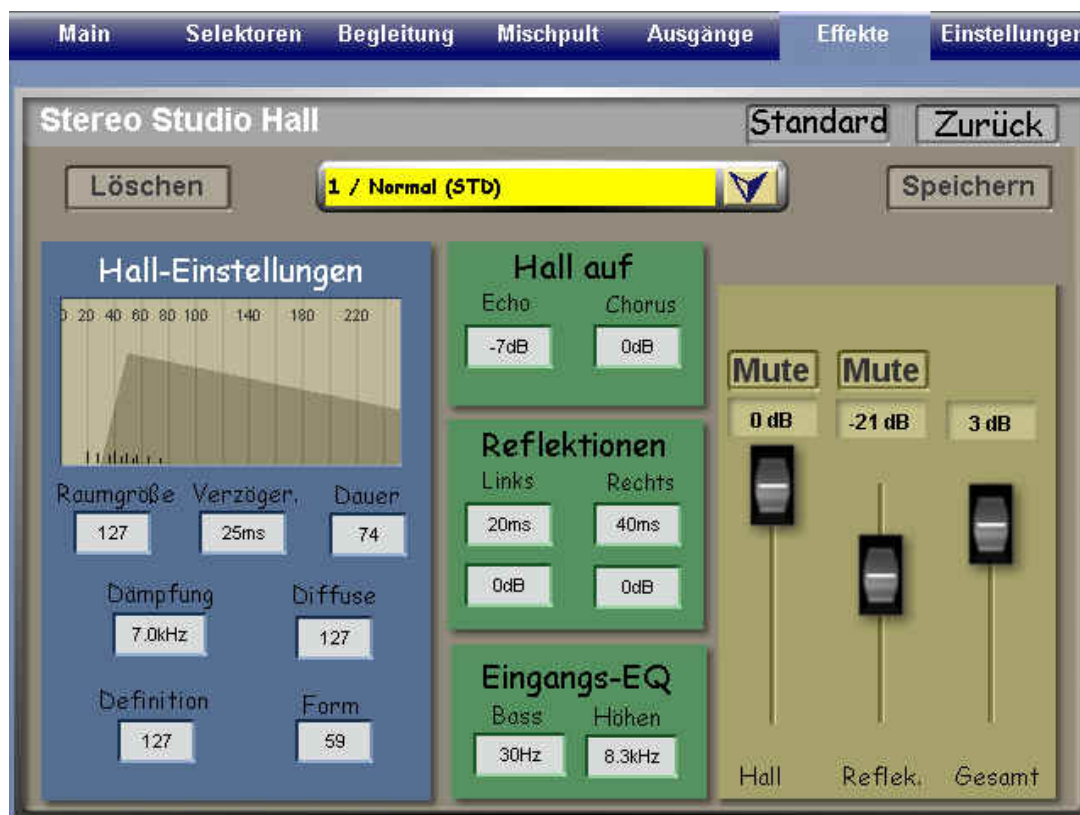 Main Selektoren Begleitung Mischpult Ausgänge Effekte Einstellunger
Stereo Studio Hall Standard Zurück
Löschen 1 / Normal (STD) Speichern
Hall-Einstellungen
0 20 40 60 80 100 140 180 220
Raumgröße Verzöger. Dauer
127 25ms 74
Dämpfung Diffuse
7.0kHz 127
Definition Form
127 59
Hall auf
Echo Chorus
-7dB 0dB
Reflektionen
Links Rechts
20ms 40ms
0dB 0dB
Eingangs-EQ
Bass Höhen
30Hz 8.3kHz
Mute Mute
0 dB -21 dB 3 dB
Hall Reflek. Gesamt